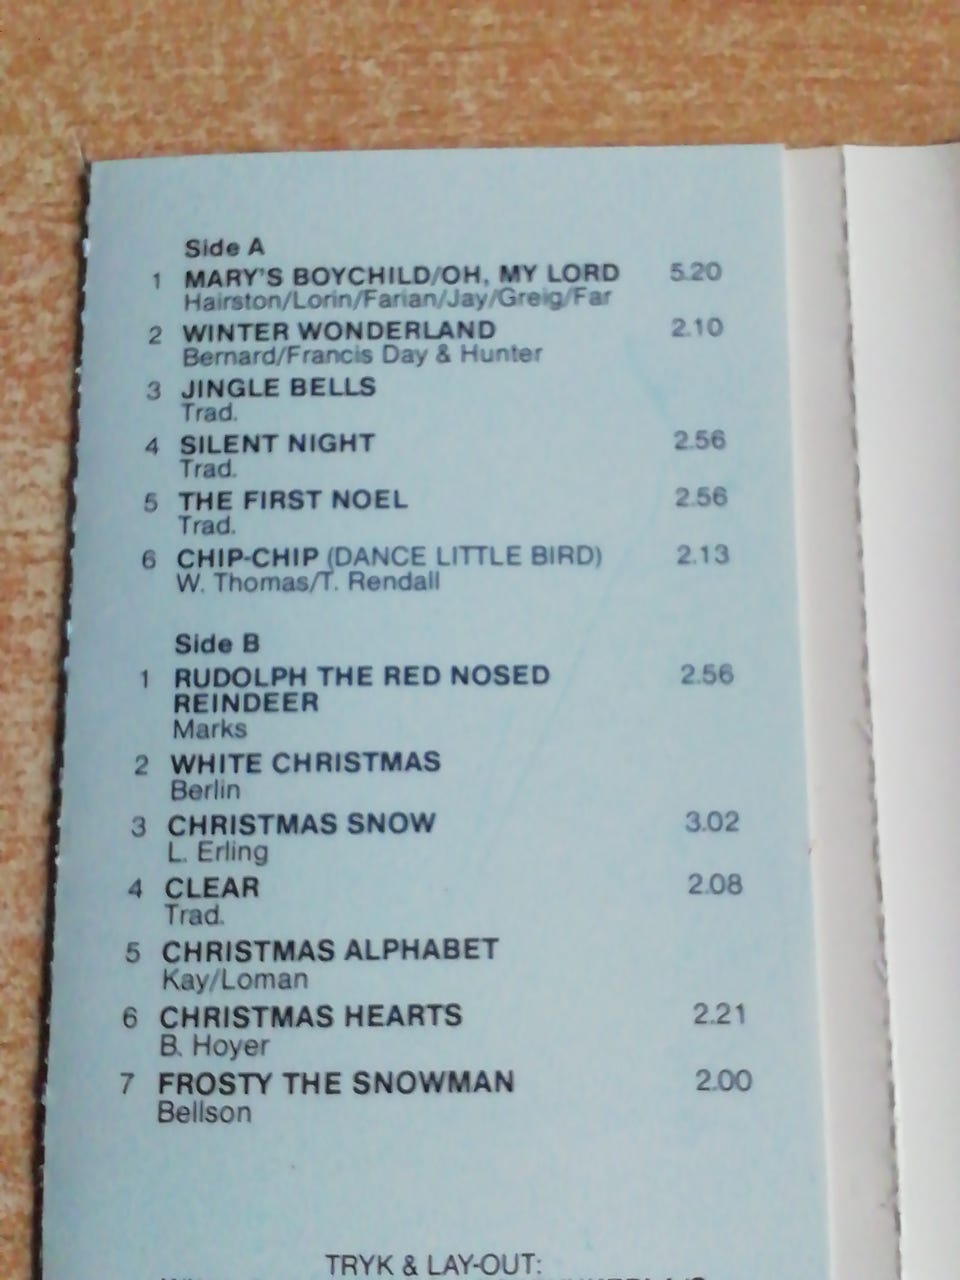 Side A
1 MARY'S BOYCHILD/OH, MY LORD 5.20
Hairston/Lorin/Farian/Jay/Greig/Far
2 WINTER WONDERLAND 2.10
Bernard/Francis Day & Hunter
3 JINGLE BELLS
Trad.
4 SILENT NIGHT 2.56
Trad.
5 THE FIRST NOEL 2.56
Trad.
6 CHIP-CHIP (DANCE LITTLE BIRD) 2.13
W. Thomas/T. Rendall
Side B
1 RUDOLPH THE RED NOSED 2.56
REINDEER
Marks
2 WHITE CHRISTMAS
Berlin
3 CHRISTMAS SNOW 3.02
L. Erling
4 CLEAR 2.08
Trad.
5 CHRISTMAS ALPHABET
Kay/Loman
6 CHRISTMAS HEARTS 2.21
B. Hoyer
7 FROSTY THE SNOWMAN 2.00
Bellson
TRYK & LAY-OUT: